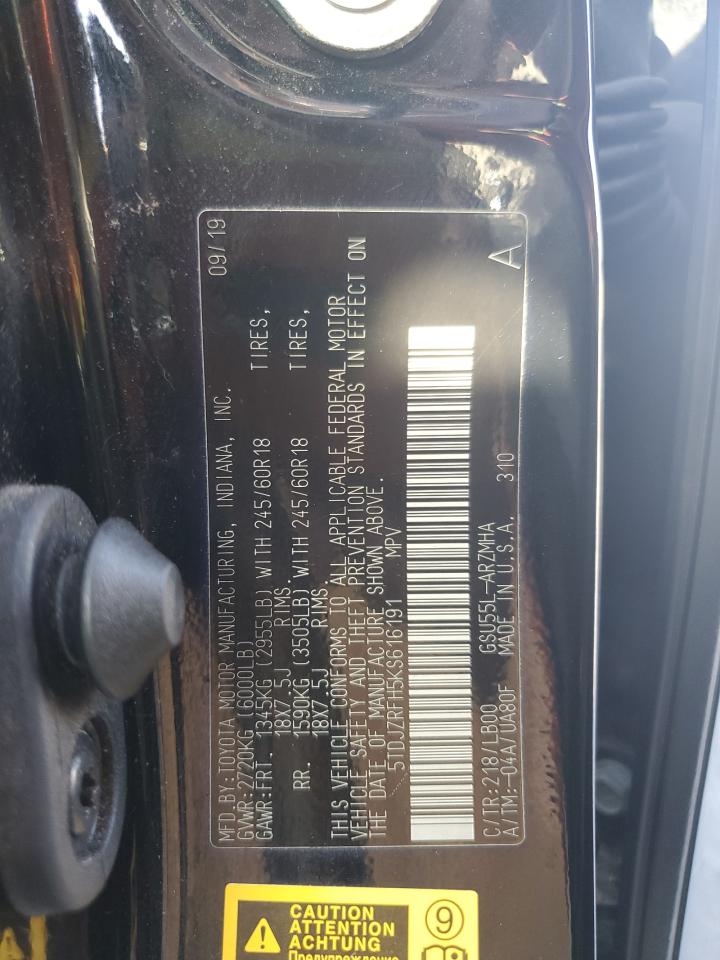 MFD.BY:TOYOTA MOTOR MANUFACTURING, INDIANA, INC. 09/19
GVWR:2720KG (6000LB)
GAWR:FRT. 1345KG (2955LB) WITH 245/60R18 TIRES,
18X7.5J RIMS.
RR. 1590KG (3505LB) WITH 245/60R18 TIRES,
18X7.5J RIMS.
THIS VEHICLE CONFORMS TO ALL APPLICABLE FEDERAL MOTOR
VEHICLE SAFETY AND THEFT PREVENTION STANDARDS IN EFFECT ON
THE DATE OF MANUFACTURE SHOWN ABOVE.
5TDJZRFH5KS616191 MPV
C/TR:218/LB00 GSU55L-ARZMHA
A/TM:-04A/UA80F MADE IN U.S.A. 310 A
CAUTION
ATTENTION
ACHTUNG
Предупреждение
9